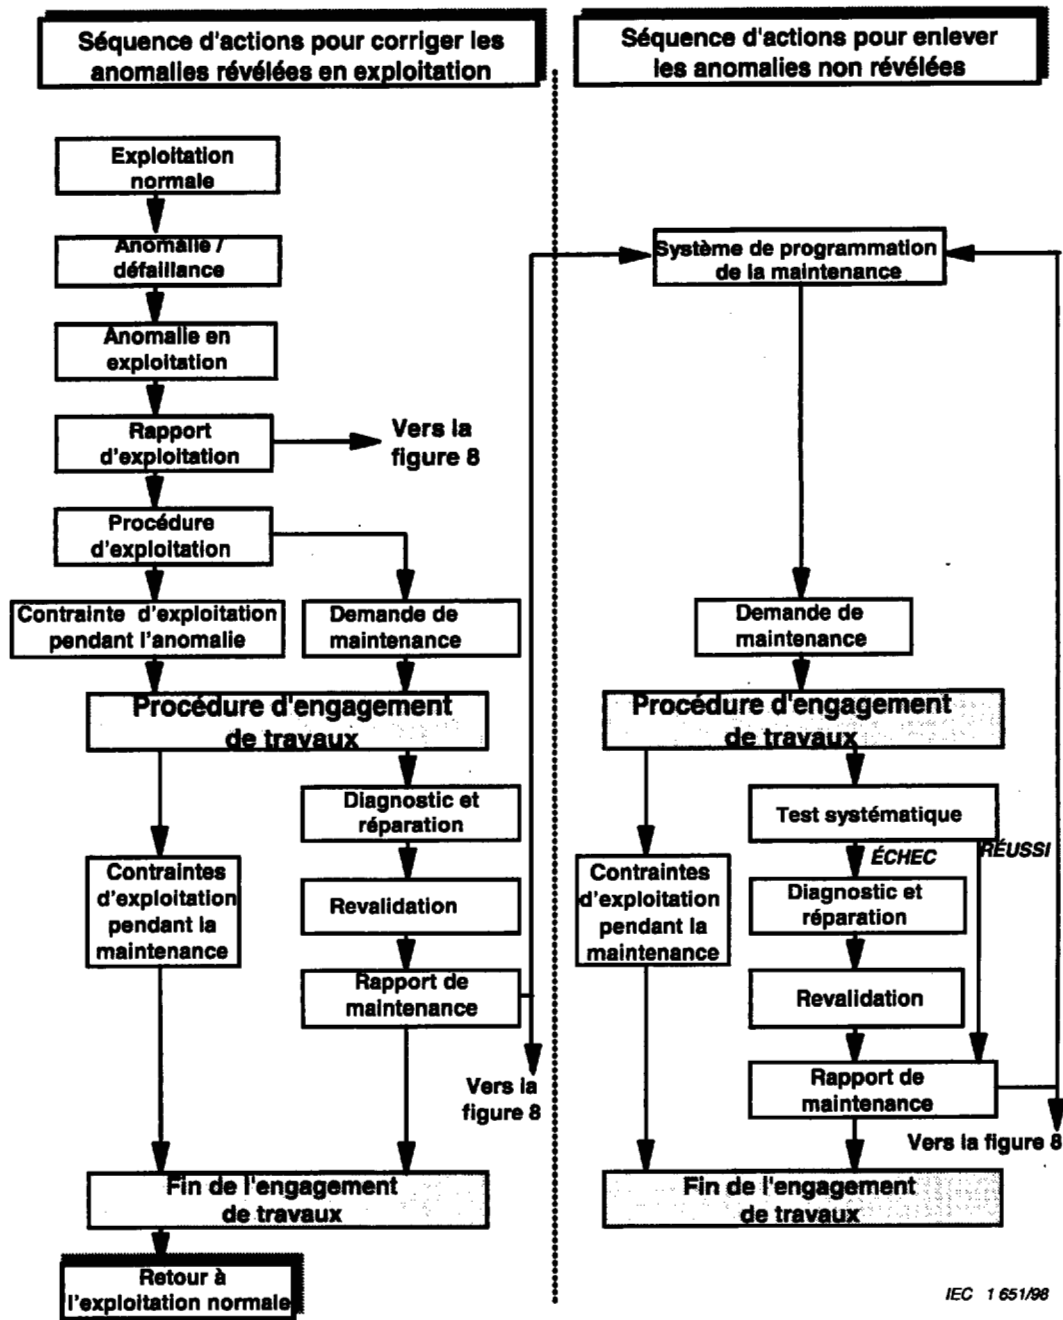 Séquence d'actions pour corriger les
anomalies révélées en exploitation
Exploitation
normale
Anomalie /
défaillance
Anomalie en
exploitation
Rapport
d'exploitation
Vers la
figure 8
Procédure
d'exploitation
Contrainte d'exploitation
pendant l'anomalie
Demande de
maintenance
Procédure d'engagement
de travaux
Diagnostic et
réparation
Contraintes
d'exploitation
pendant la
maintenance
Revalidation
Rapport de
maintenance
Vers la
figure 8
Fin de l'engagement
de travaux
Retour à
l'exploitation normale
Séquence d'actions pour enlever
les anomalies non révélées
Système de programmation
de la maintenance
Demande de
maintenance
Procédure d'engagement
de travaux
Test systématique
ÉCHEC
RÉUSSI
Contraintes
d'exploitation
pendant la
maintenance
Diagnostic et
réparation
Revalidation
Rapport de
maintenance
Vers la figure 8
Fin de l'engagement
de travaux
IEC 1 651/98